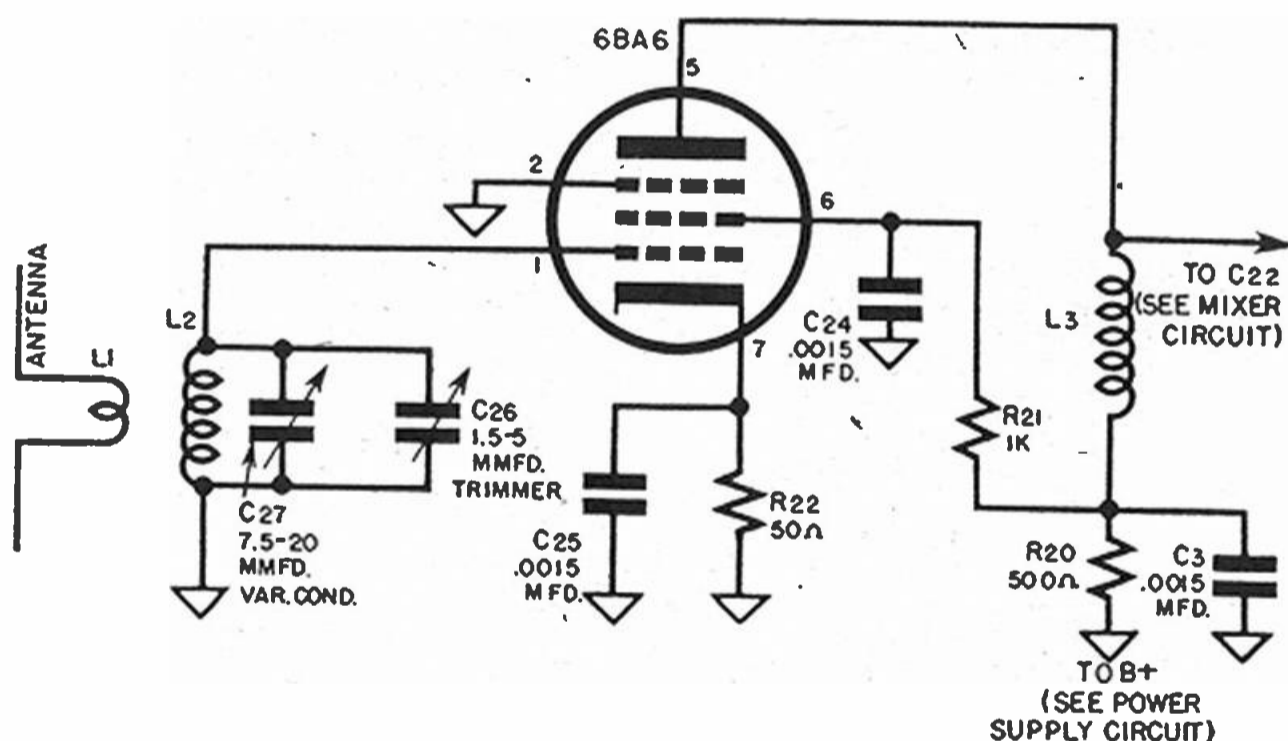 6BA6
5
2
6
1
7
ANTENNA
L1
L2
C27
7.5-20
MMFD.
VAR. COND.
C26
1.5-5
MMFD.
TRIMMER
C25
.0015
MFD.
R22
50Ω
C24
.0015
MFD.
R21
1K
L3
TO C22
(SEE MIXER
CIRCUIT)
R20
500Ω
C3
.0015
MFD.
TO B+
(SEE POWER
SUPPLY CIRCUIT)